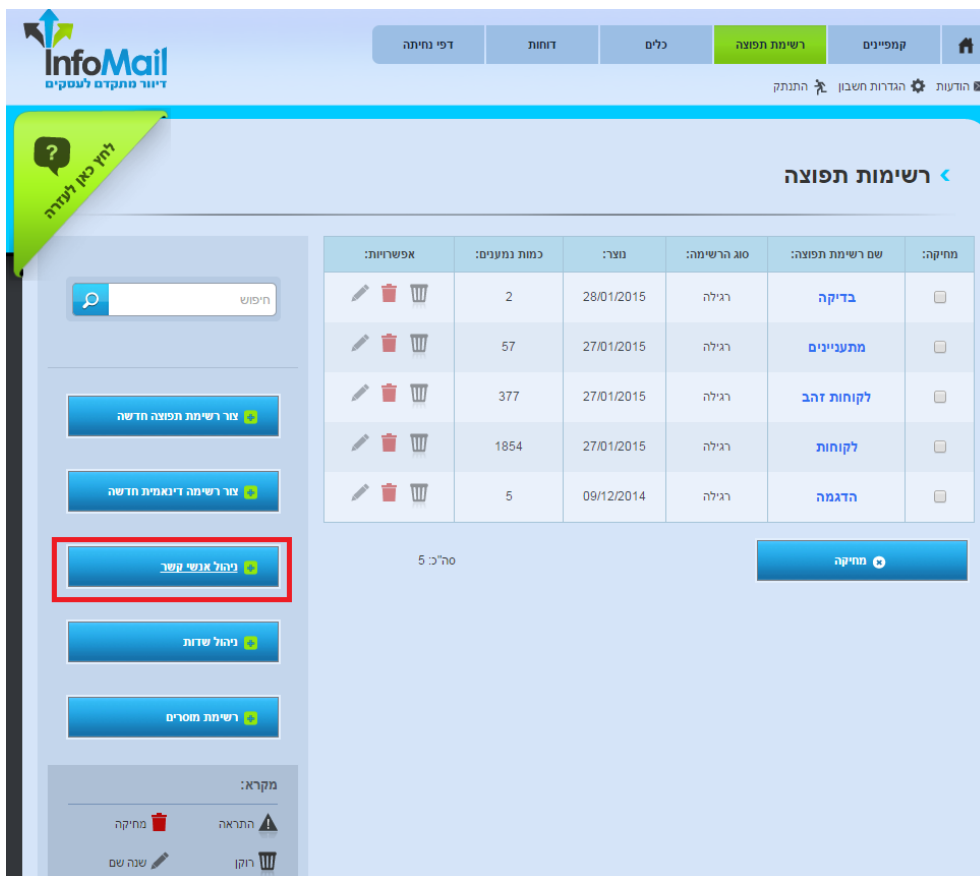 InfoMail
דיוור מתקדם לעסקים
קמפיינים רשימת תפוצה כלים דוחות דפי נחיתה
הודעות הגדרות חשבון התנתק
לחץ כאן לעזרה
רשימות תפוצה
מחיקה: שם רשימת תפוצה: סוג הרשימה: נוצר: כמות נמענים: אפשרויות:
בדיקה רגילה 28/01/2015 2
מתעניינים רגילה 27/01/2015 57
לקוחות זהב רגילה 27/01/2015 377
לקוחות רגילה 27/01/2015 1854
הדגמה רגילה 09/12/2014 5
מחיקה
סה"כ: 5
חיפוש
צור רשימת תפוצה חדשה
צור רשימה דינאמית חדשה
ניהול אנשי קשר
ניהול שדות
רשימת מוסרים
מקרא:
התראה מחיקה
רוקן שנה שם